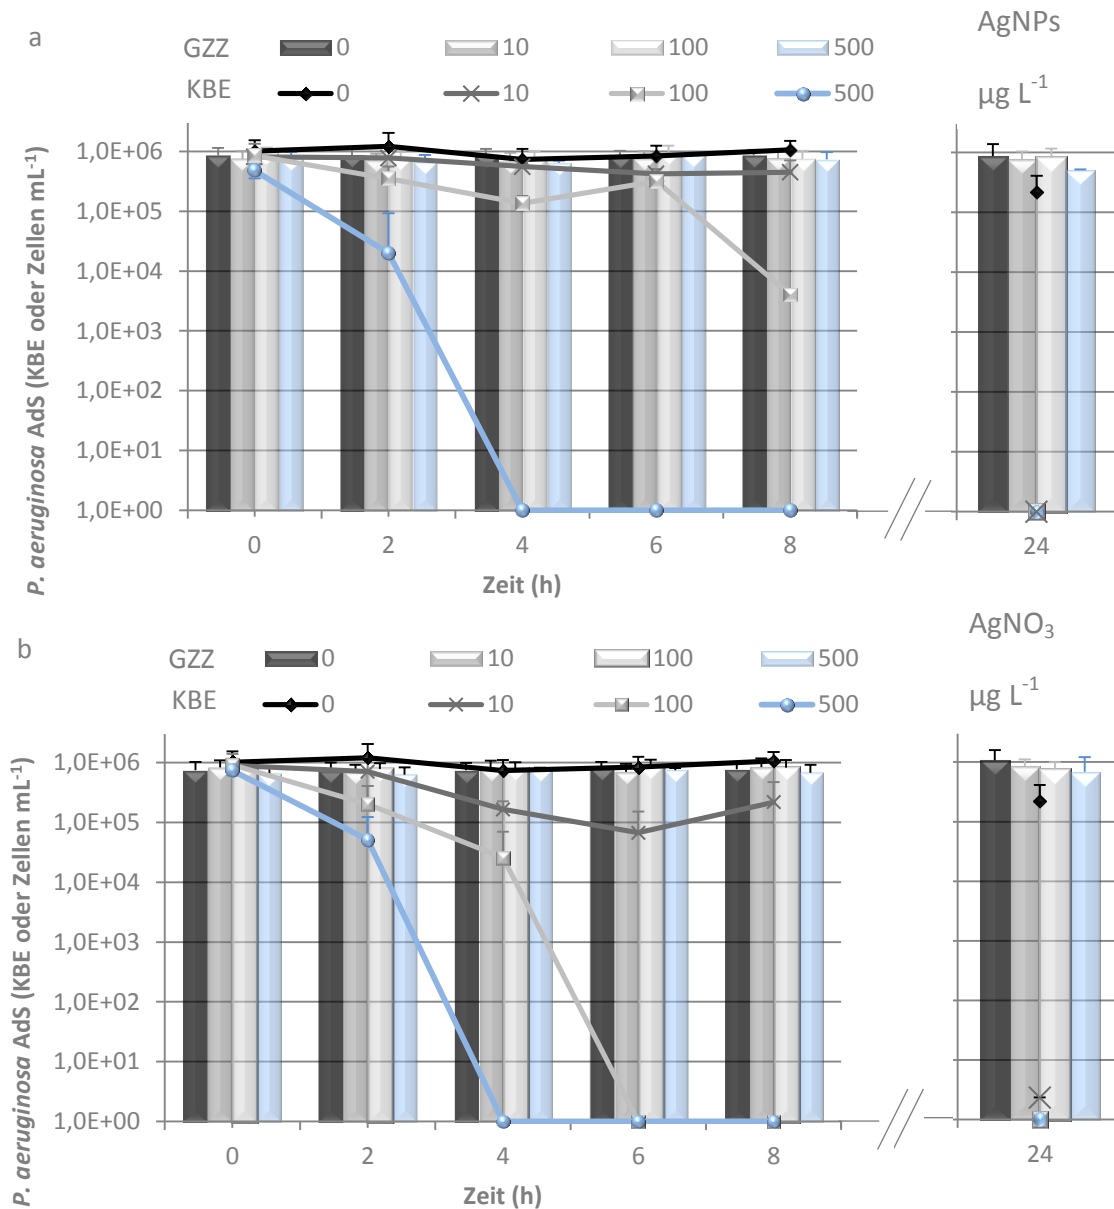 a
AgNPs
GZZ 0 10 100 500
KBE 0 10 100 500
µg L⁻¹
P. aeruginosa AdS (KBE oder Zellen mL⁻¹)
1,0E+06
1,0E+05
1,0E+04
1,0E+03
1,0E+02
1,0E+01
1,0E+00
0 2 4 6 8 24
Zeit (h)
b
AgNO₃
GZZ 0 10 100 500
KBE 0 10 100 500
µg L⁻¹
P. aeruginosa AdS (KBE oder Zellen mL⁻¹)
1,0E+06
1,0E+05
1,0E+04
1,0E+03
1,0E+02
1,0E+01
1,0E+00
0 2 4 6 8 24
Zeit (h)